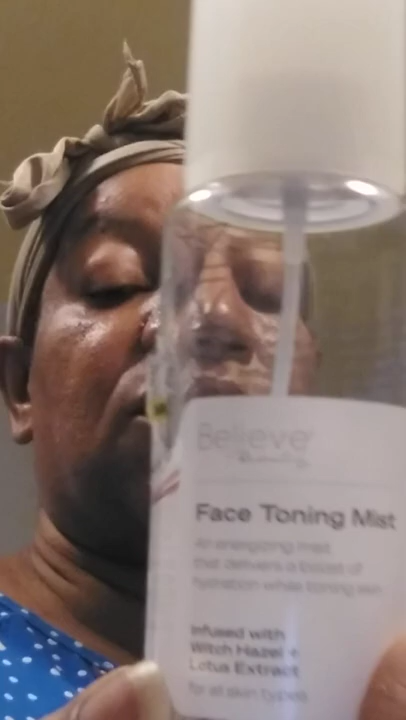 Believe
Beauty
Face Toning Mist
An energizing mist
that delivers a boost of
hydration while toning skin
Infused with
Witch Hazel +
Lotus Extract
for all skin types